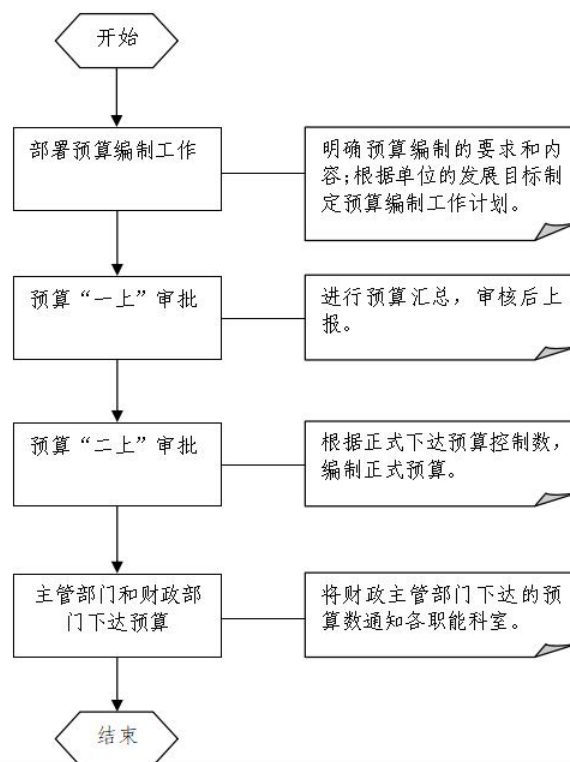 开始
部署预算编制工作
明确预算编制的要求和内
容;根据单位的发展目标制
定预算编制工作计划。
预算“一上”审批
进行预算汇总，审核后上
报。
预算“二上”审批
根据正式下达预算控制数，
编制正式预算。
主管部门和财政部
门下达预算
将财政主管部门下达的预
算数通知各职能科室。
结束